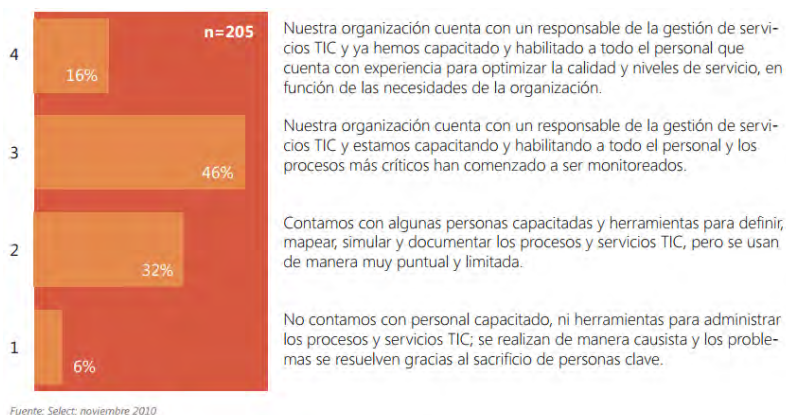 n=205
4
16%
Nuestra organización cuenta con un responsable de la gestión de servi-
cios TIC y ya hemos capacitado y habilitado a todo el personal que
cuenta con experiencia para optimizar la calidad y niveles de servicio, en
función de las necesidades de la organización.
3
46%
Nuestra organización cuenta con un responsable de la gestión de servi-
cios TIC y estamos capacitando y habilitando a todo el personal y los
procesos más críticos han comenzado a ser monitoreados.
2
32%
Contamos con algunas personas capacitadas y herramientas para definir,
mapear, simular y documentar los procesos y servicios TIC, pero se usan
de manera muy puntual y limitada.
1
6%
No contamos con personal capacitado, ni herramientas para administrar
los procesos y servicios TIC; se realizan de manera causista y los proble-
mas se resuelven gracias al sacrificio de personas clave.
Fuente: Select; noviembre 2010